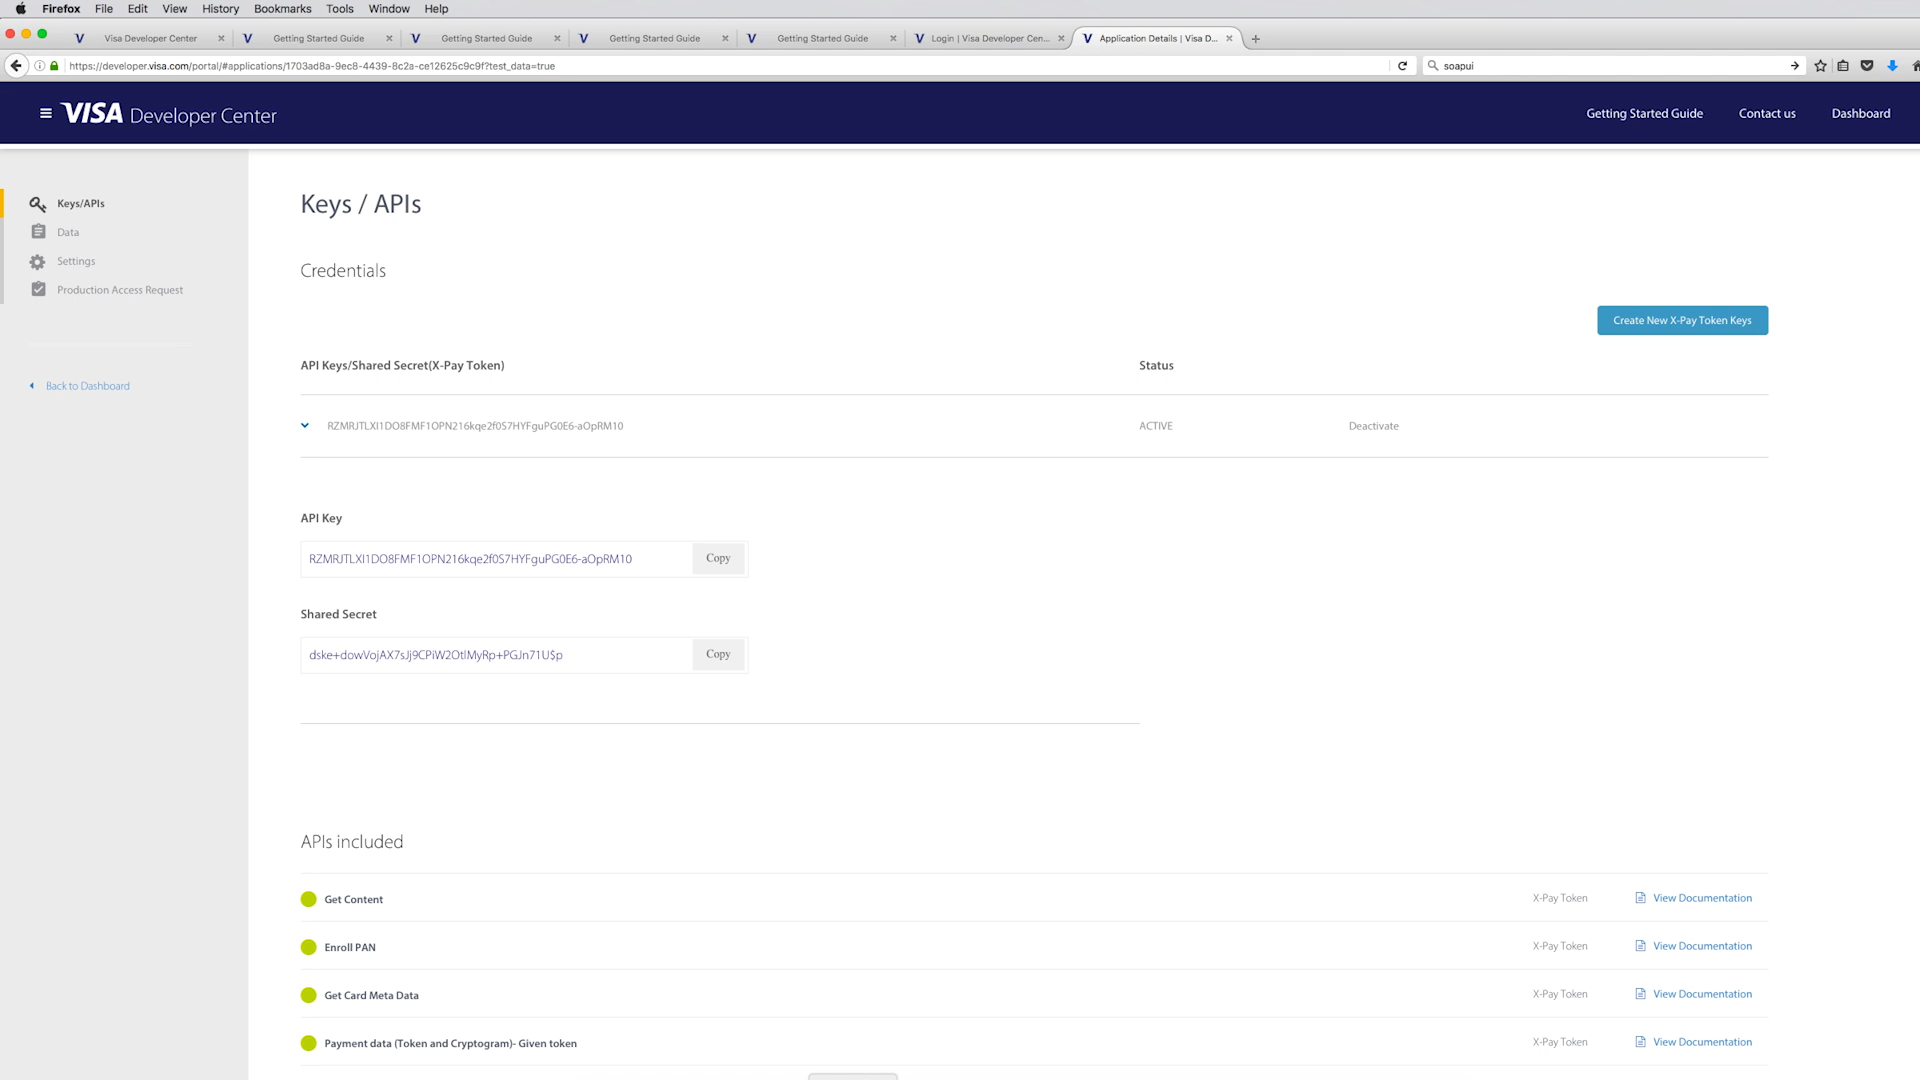 Firefox File Edit View History Bookmarks Tools Window Help
Visa Developer Center Getting Started Guide Getting Started Guide Getting Started Guide Getting Started Guide Login | Visa Developer Cen... Application Details | Visa D...
https://developer.visa.com/portal/#applications/1703ad8a-9ec8-4439-8c2a-ce12625c9c9f?test_data=true soapui
VISA Developer Center Getting Started Guide Contact us Dashboard
Keys/APIs
Data
Settings
Production Access Request
Back to Dashboard
Keys / APIs
Credentials
Create New X-Pay Token Keys
API Keys/Shared Secret(X-Pay Token) Status
RZMRJTLXI1DO8FMF1OPN216kqe2f0S7HYFguPG0E6-aOpRM10 ACTIVE Deactivate
API Key
RZMRJTLXI1DO8FMF1OPN216kqe2f0S7HYFguPG0E6-aOpRM10 Copy
Shared Secret
dske+dowVojAX7sJj9CPiW2OtlMyRp+PGJn71U$p Copy
APIs included
Get Content X-Pay Token View Documentation
Enroll PAN X-Pay Token View Documentation
Get Card Meta Data X-Pay Token View Documentation
Payment data (Token and Cryptogram)- Given token X-Pay Token View Documentation